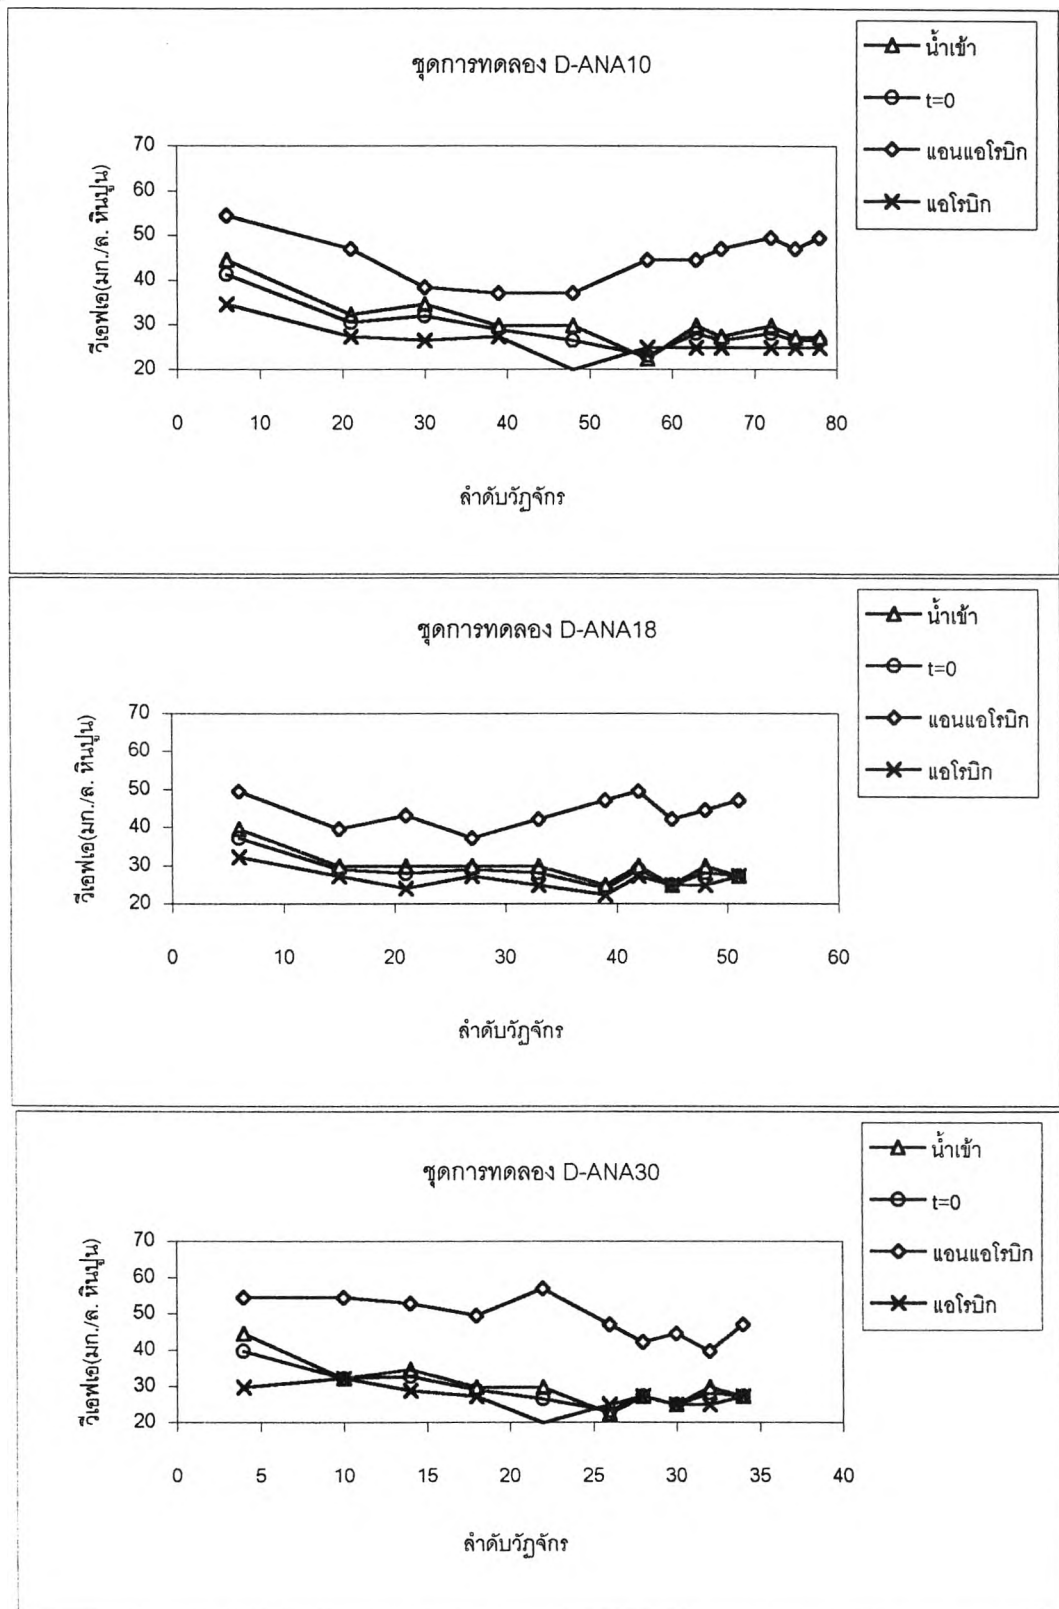 ชุดการทดลอง D-ANA10
น้ำเข้า
t=0
แอนแอโรบิก
แอโรบิก
วีเอฟเอ(มก./ล. หินปูน)
70
60
50
40
30
20
0 10 20 30 40 50 60 70 80
ลำดับวัฏจักร
ชุดการทดลอง D-ANA18
น้ำเข้า
t=0
แอนแอโรบิก
แอโรบิก
วีเอฟเอ(มก./ล. หินปูน)
70
60
50
40
30
20
0 10 20 30 40 50 60
ลำดับวัฏจักร
ชุดการทดลอง D-ANA30
น้ำเข้า
t=0
แอนแอโรบิก
แอโรบิก
วีเอฟเอ(มก./ล. หินปูน)
70
60
50
40
30
20
0 5 10 15 20 25 30 35 40
ลำดับวัฏจักร